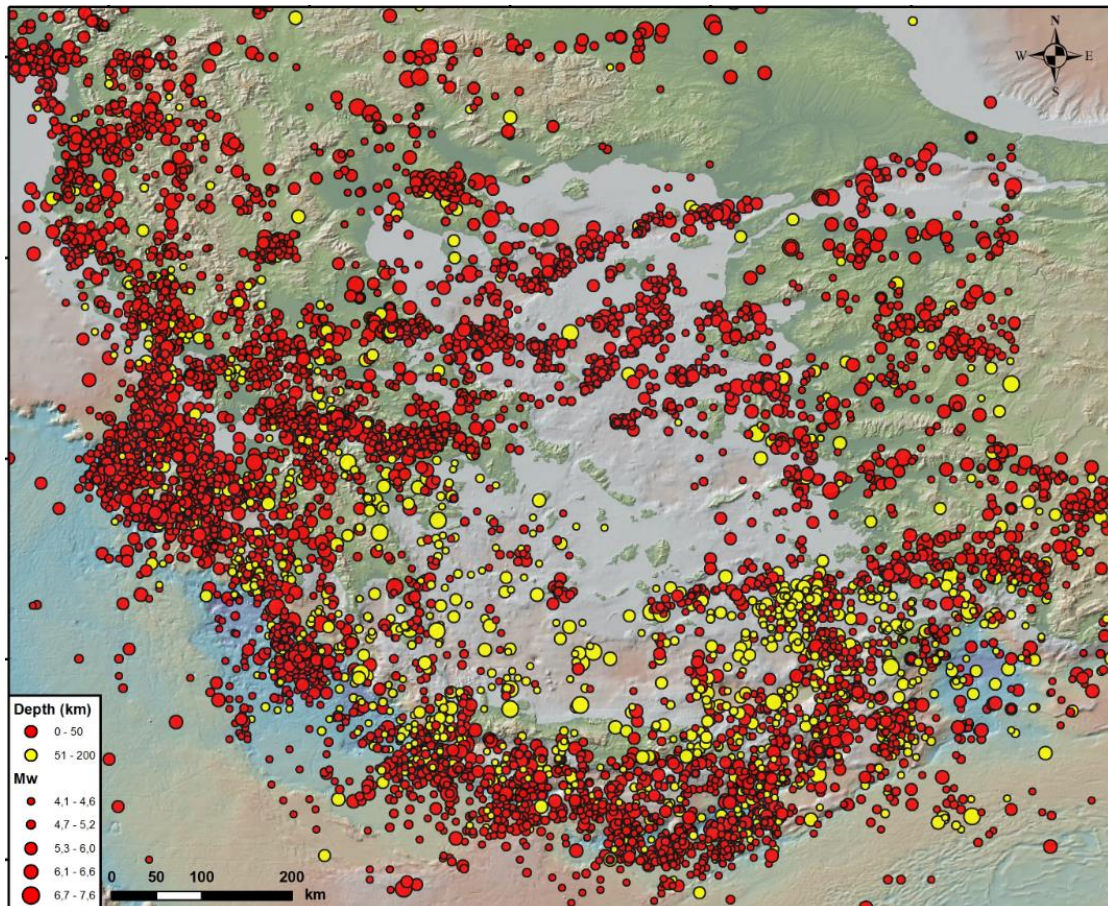 N
W E
S
Depth (km)
0 - 50
51 - 200
Mw
4,1 - 4,6
4,7 - 5,2
5,3 - 6,0
6,1 - 6,6
6,7 - 7,6
0 50 100 200
km